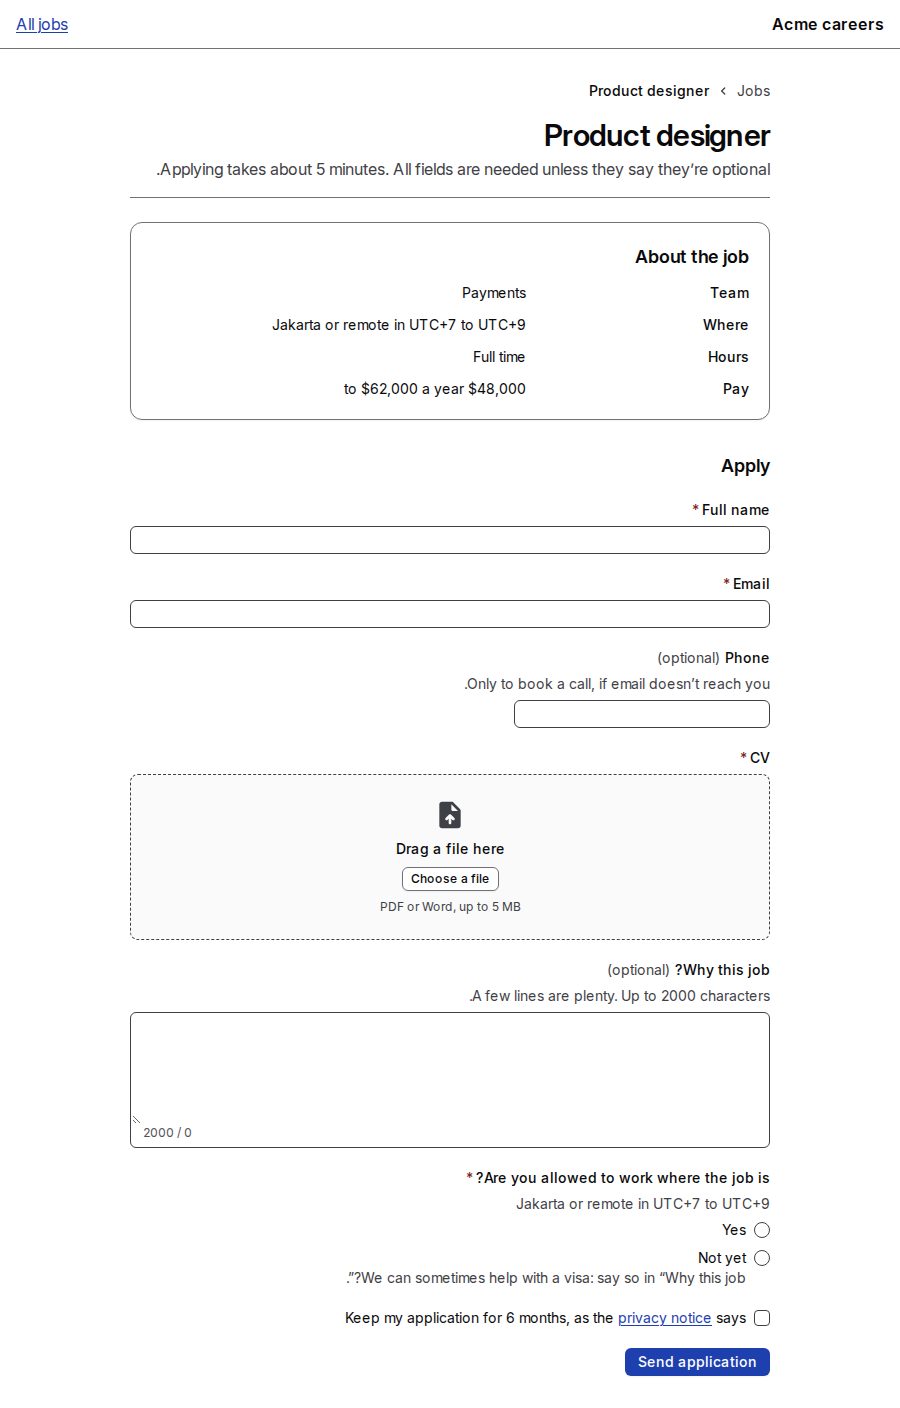 Acme careers
All jobs
Product designer ‹ Jobs
Product designer
.Applying takes about 5 minutes. All fields are needed unless they say they’re optional
About the job
Team
Payments
Where
Jakarta or remote in UTC+7 to UTC+9
Hours
Full time
Pay
to $62,000 a year $48,000
Apply
* Full name
* Email
(optional) Phone
.Only to book a call, if email doesn’t reach you
* CV
Drag a file here
Choose a file
PDF or Word, up to 5 MB
(optional) ?Why this job
.A few lines are plenty. Up to 2000 characters
2000 / 0
* ?Are you allowed to work where the job is
Jakarta or remote in UTC+7 to UTC+9
Yes
Not yet
.”?We can sometimes help with a visa: say so in “Why this job
Keep my application for 6 months, as the privacy notice says
Send application